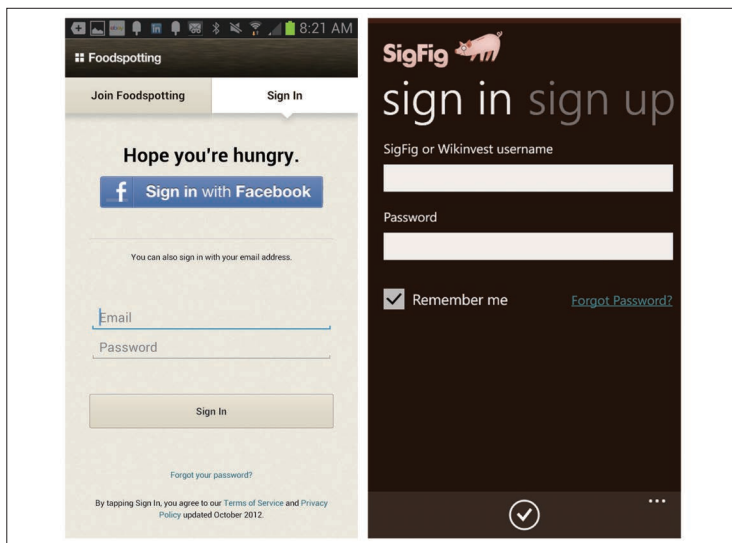 8:21 AM
Foodspotting
Join Foodspotting
Sign In
Hope you're hungry.
f Sign in with Facebook
You can also sign in with your email address.
Email
Password
Sign In
Forgot your password?
By tapping Sign In, you agree to our Terms of Service and Privacy
Policy updated October 2012.
SigFig
sign in sign up
SigFig or Wikinvest username
Password
Remember me
Forgot Password?